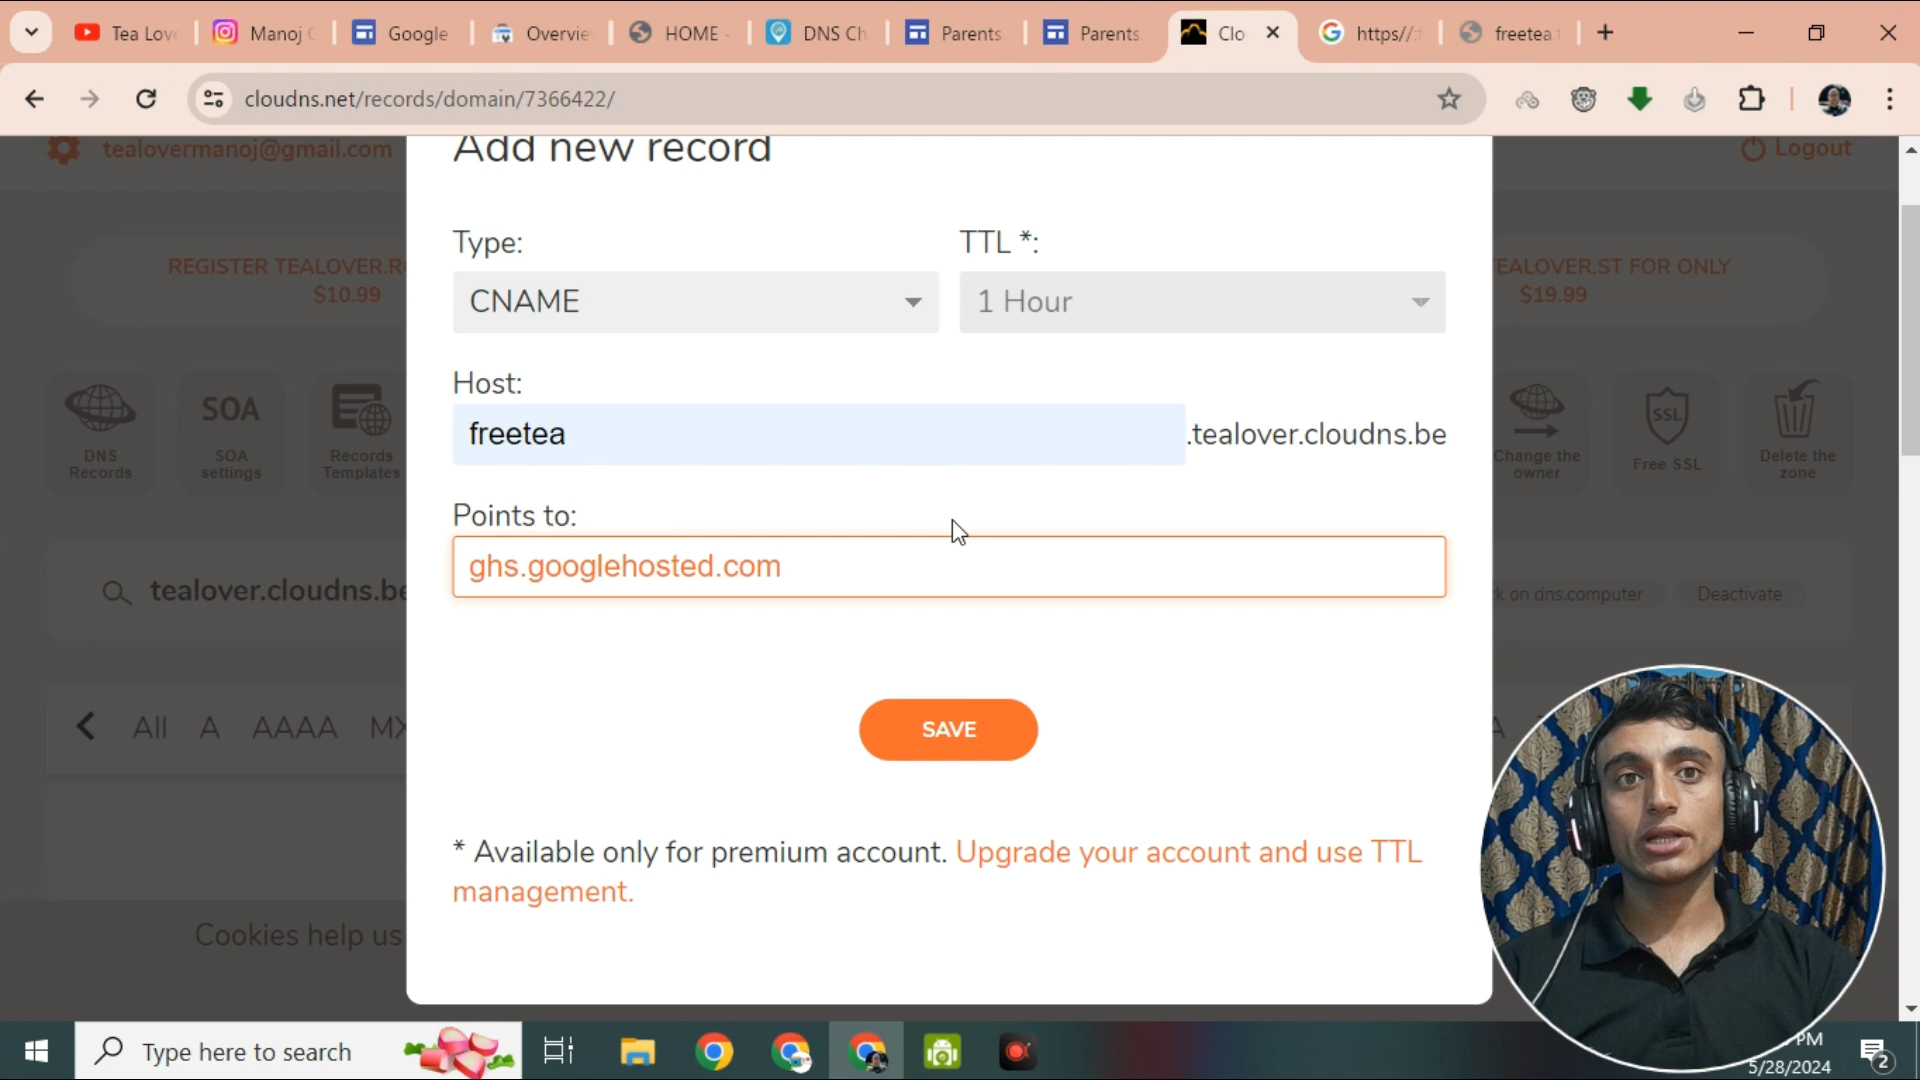 Tea Lov
Manoj
Google
Overvie
HOME -
DNS Ch
Parents
Parents
Clo
https//:
freetea.
cloudns.net/records/domain/7366422/
tealovermanoj@gmail.com
Logout
Add new record
REGISTER TEALOVER.R
$10.99
TEALOVER.ST FOR ONLY
$19.99
Type:
TTL *:
CNAME
1 Hour
Host:
freetea
.tealover.cloudns.be
DNS
Records
SOA
SOA
settings
Records
Templates
Change the
owner
SSL
Free SSL
Delete the
zone
Points to:
ghs.googlehosted.com
tealover.cloudns.be
k on dns.computer
Deactivate
SAVE
All A AAAA MX
* Available only for premium account. Upgrade your account and use TTL
management.
Cookies help us
Type here to search
PM
5/28/2024
2